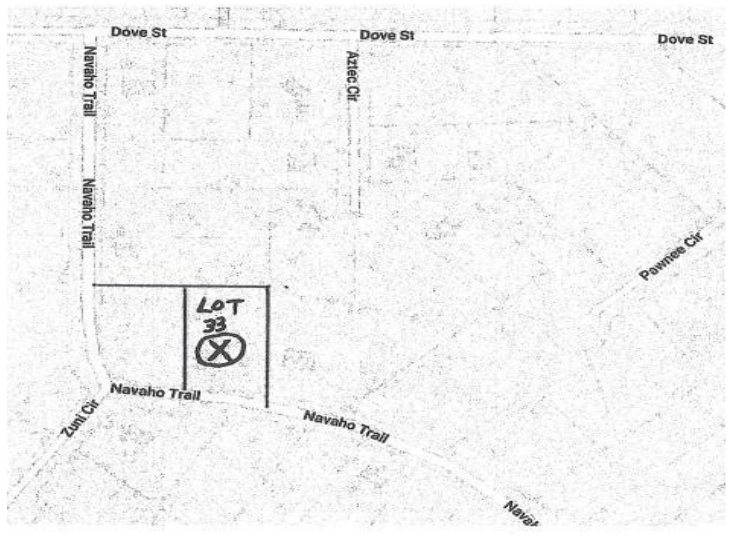 Dove St
Dove St
Dove St
Navaho Trail
Aztec Cir
Navaho Trail
Pawnee Cir
LOT
33
X
Navaho Trail
Zuni Cir
Navaho Trail